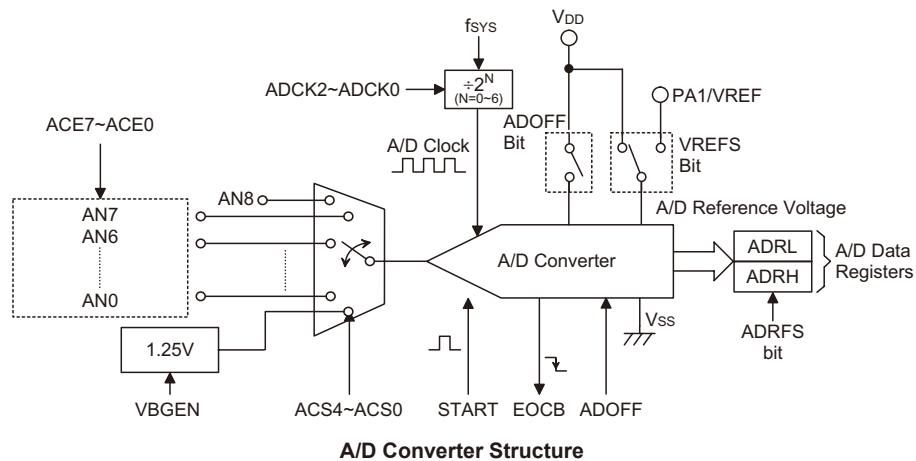 fSYS
VDD
ADCK2~ADCK0
÷2^N
(N=0~6)
PA1/VREF
ADOFF
Bit
VREFS
Bit
ACE7~ACE0
A/D Clock
AN8
AN7
AN6
AN0
A/D Reference Voltage
A/D Converter
ADRL
ADRH
A/D Data
Registers
VSS
ADRFS
bit
1.25V
VBGEN
ACS4~ACS0
START
EOCB
ADOFF
A/D Converter Structure